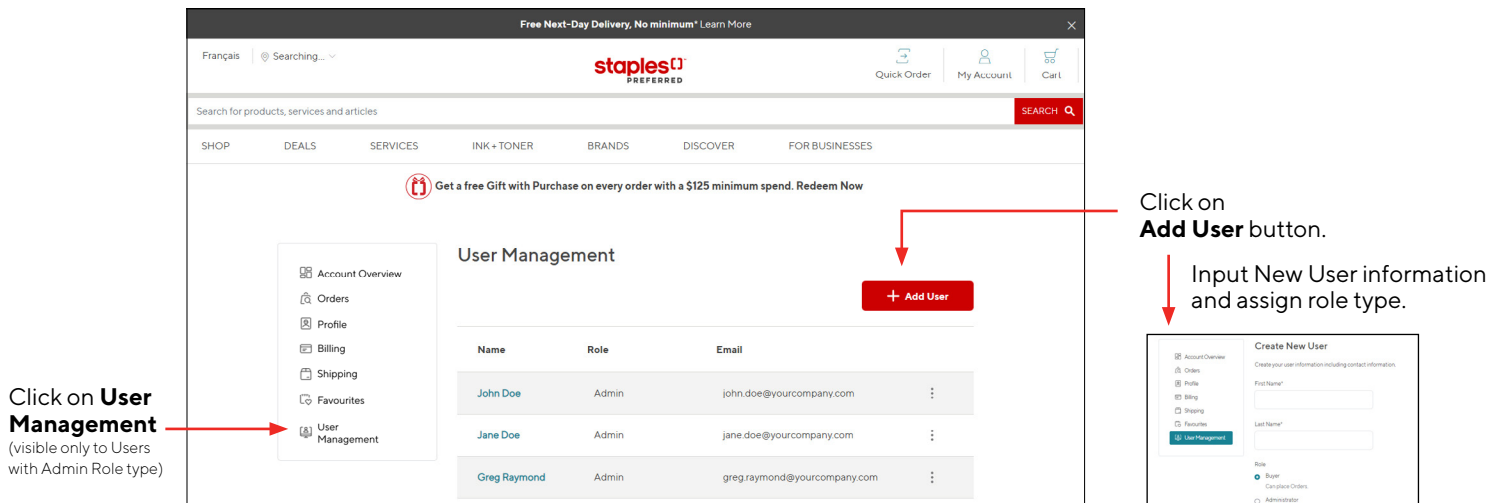 Free Next-Day Delivery, No minimum* Learn More
Français
Searching...
staples
PREFERRED
Quick Order
My Account
Cart
Search for products, services and articles
SEARCH
SHOP DEALS SERVICES INK + TONER BRANDS DISCOVER FOR BUSINESSES
Get a free Gift with Purchase on every order with a $125 minimum spend. Redeem Now
Account Overview
Orders
Profile
Billing
Shipping
Favourites
User
Management
User Management
+ Add User
Name Role Email
John Doe Admin john.doe@yourcompany.com
Jane Doe Admin jane.doe@yourcompany.com
Greg Raymond Admin greg.raymond@yourcompany.com
Click on User
Management
(visible only to Users
with Admin Role type)
Click on
Add User button.
Input New User information
and assign role type.
Account Overview
Orders
Profile
Billing
Shipping
Favourites
User Management
Create New User
Create your user information including contact information.
First Name*
Last Name*
Role
Buyer
Can place Orders.
Administrator